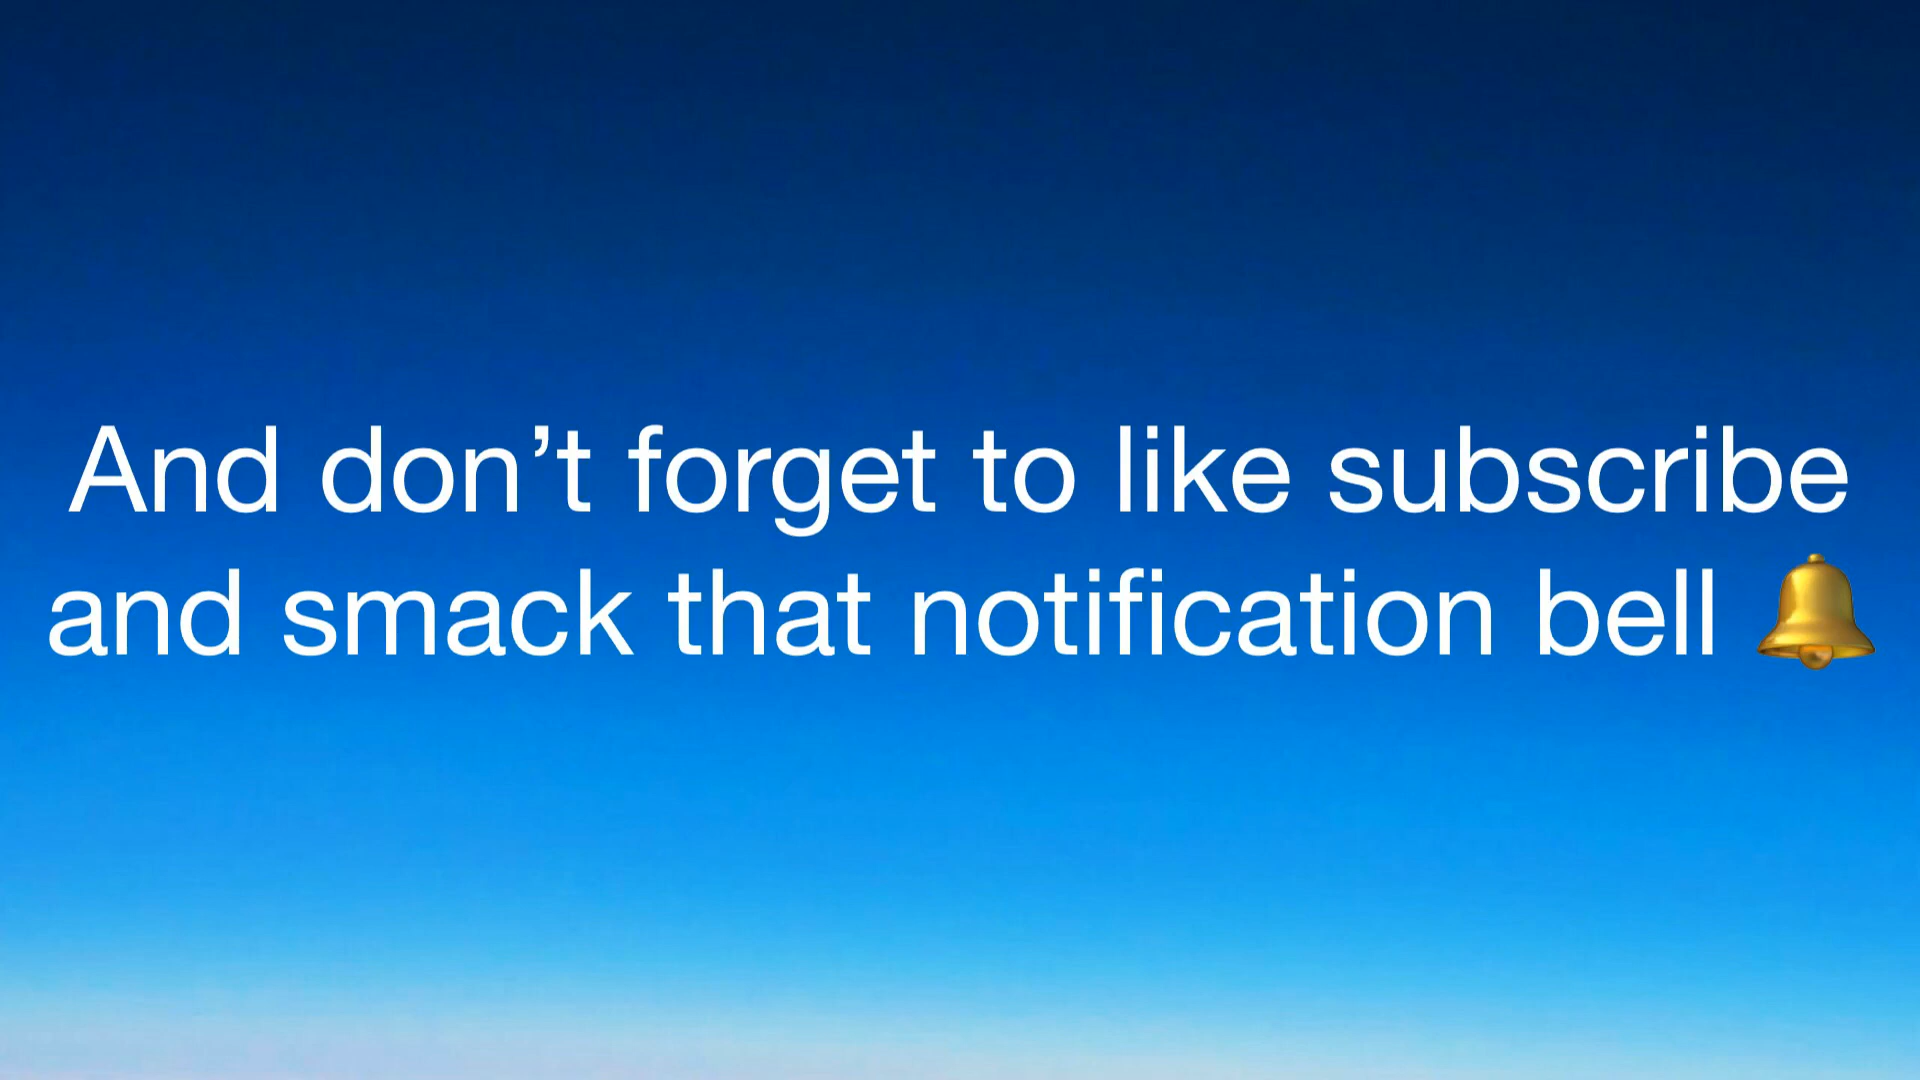 And don’t forget to like subscribe
and smack that notification bell 🔔